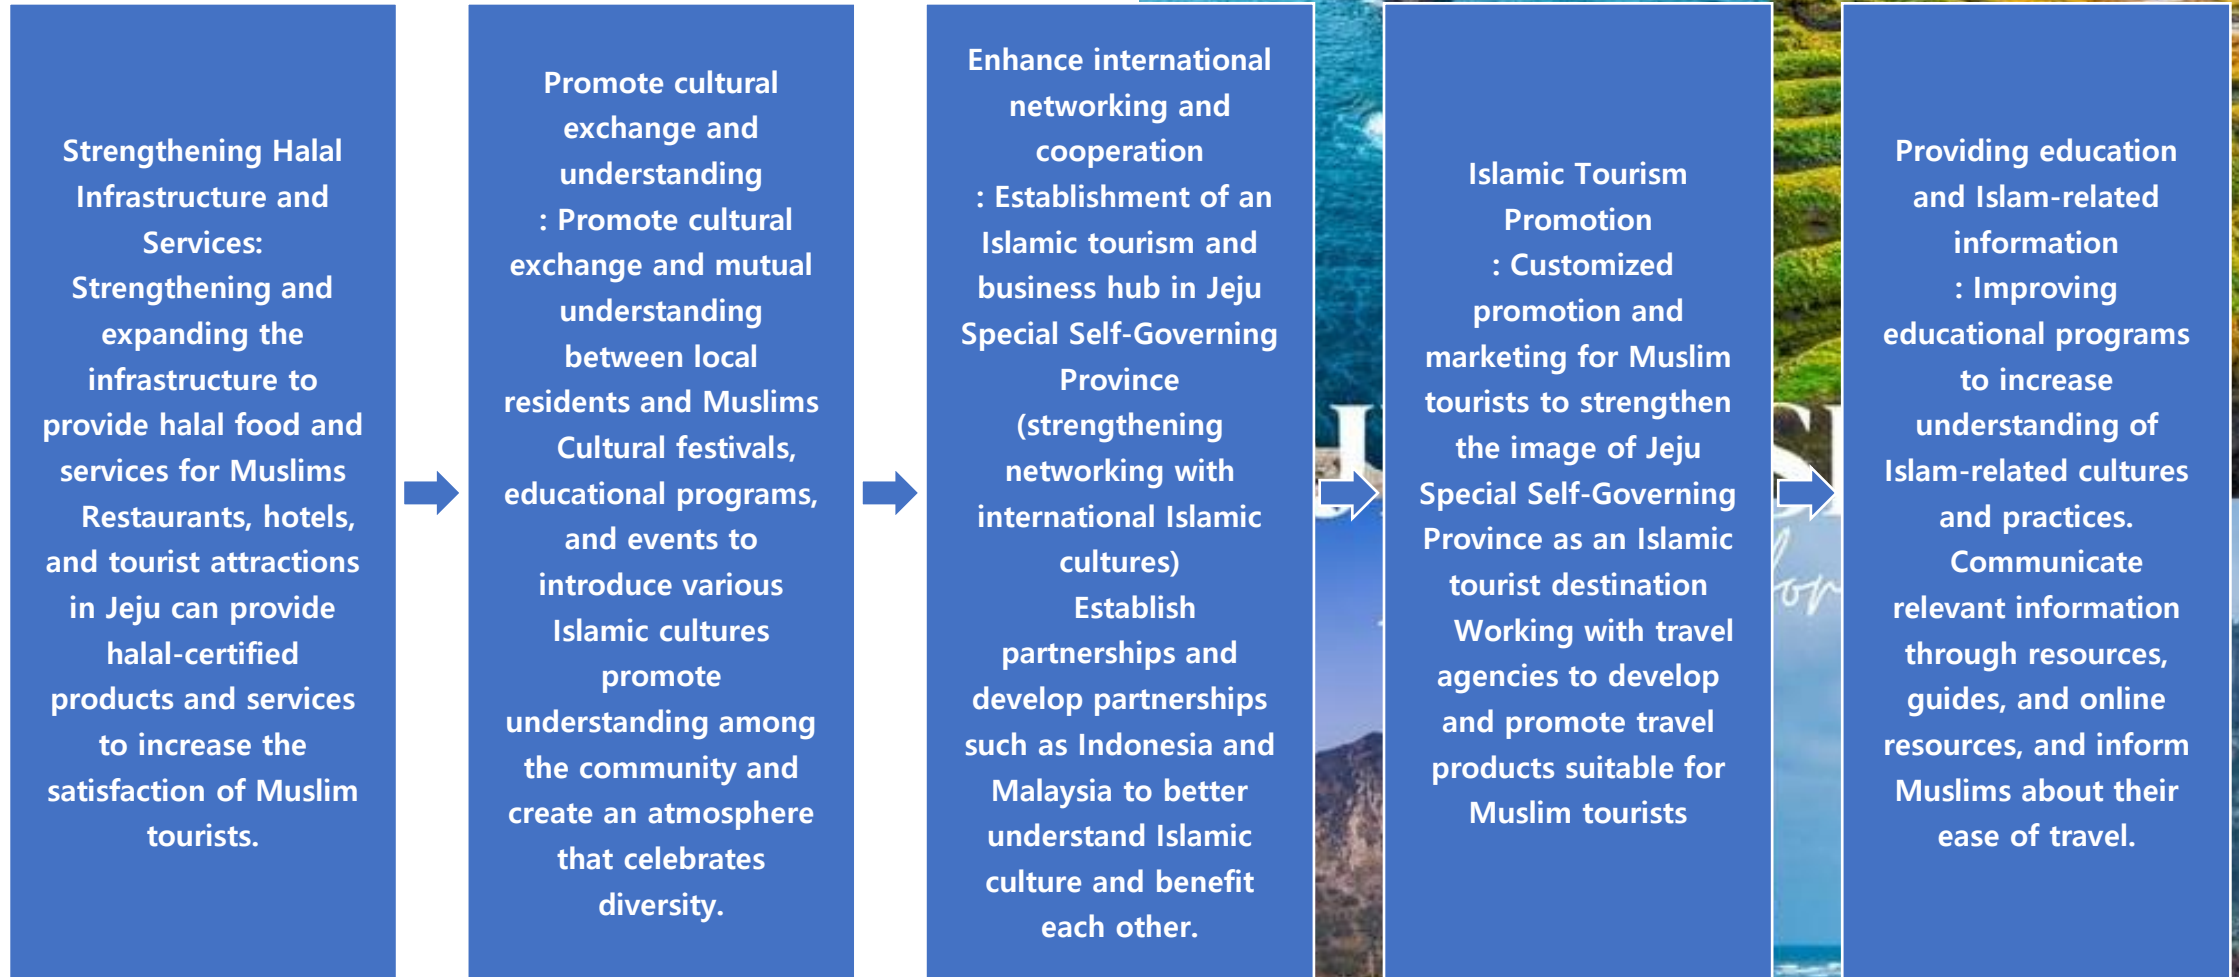 Strengthening Halal
Infrastructure and
Services:
Strengthening and
expanding the
infrastructure to
provide halal food and
services for Muslims
Restaurants, hotels,
and tourist attractions
in Jeju can provide
halal-certified
products and services
to increase the
satisfaction of Muslim
tourists.
Promote cultural
exchange and
understanding
: Promote cultural
exchange and mutual
understanding
between local
residents and Muslims
Cultural festivals,
educational programs,
and events to
introduce various
Islamic cultures
promote
understanding among
the community and
create an atmosphere
that celebrates
diversity.
Enhance international
networking and
cooperation
: Establishment of an
Islamic tourism and
business hub in Jeju
Special Self-Governing
Province
(strengthening
networking with
international Islamic
cultures)
Establish
partnerships and
develop partnerships
such as Indonesia and
Malaysia to better
understand Islamic
culture and benefit
each other.
Islamic Tourism
Promotion
: Customized
promotion and
marketing for Muslim
tourists to strengthen
the image of Jeju
Special Self-Governing
Province as an Islamic
tourist destination
Working with travel
agencies to develop
and promote travel
products suitable for
Muslim tourists
Providing education
and Islam-related
information
: Improving
educational programs
to increase
understanding of
Islam-related cultures
and practices.
Communicate
relevant information
through resources,
guides, and online
resources, and inform
Muslims about their
ease of travel.